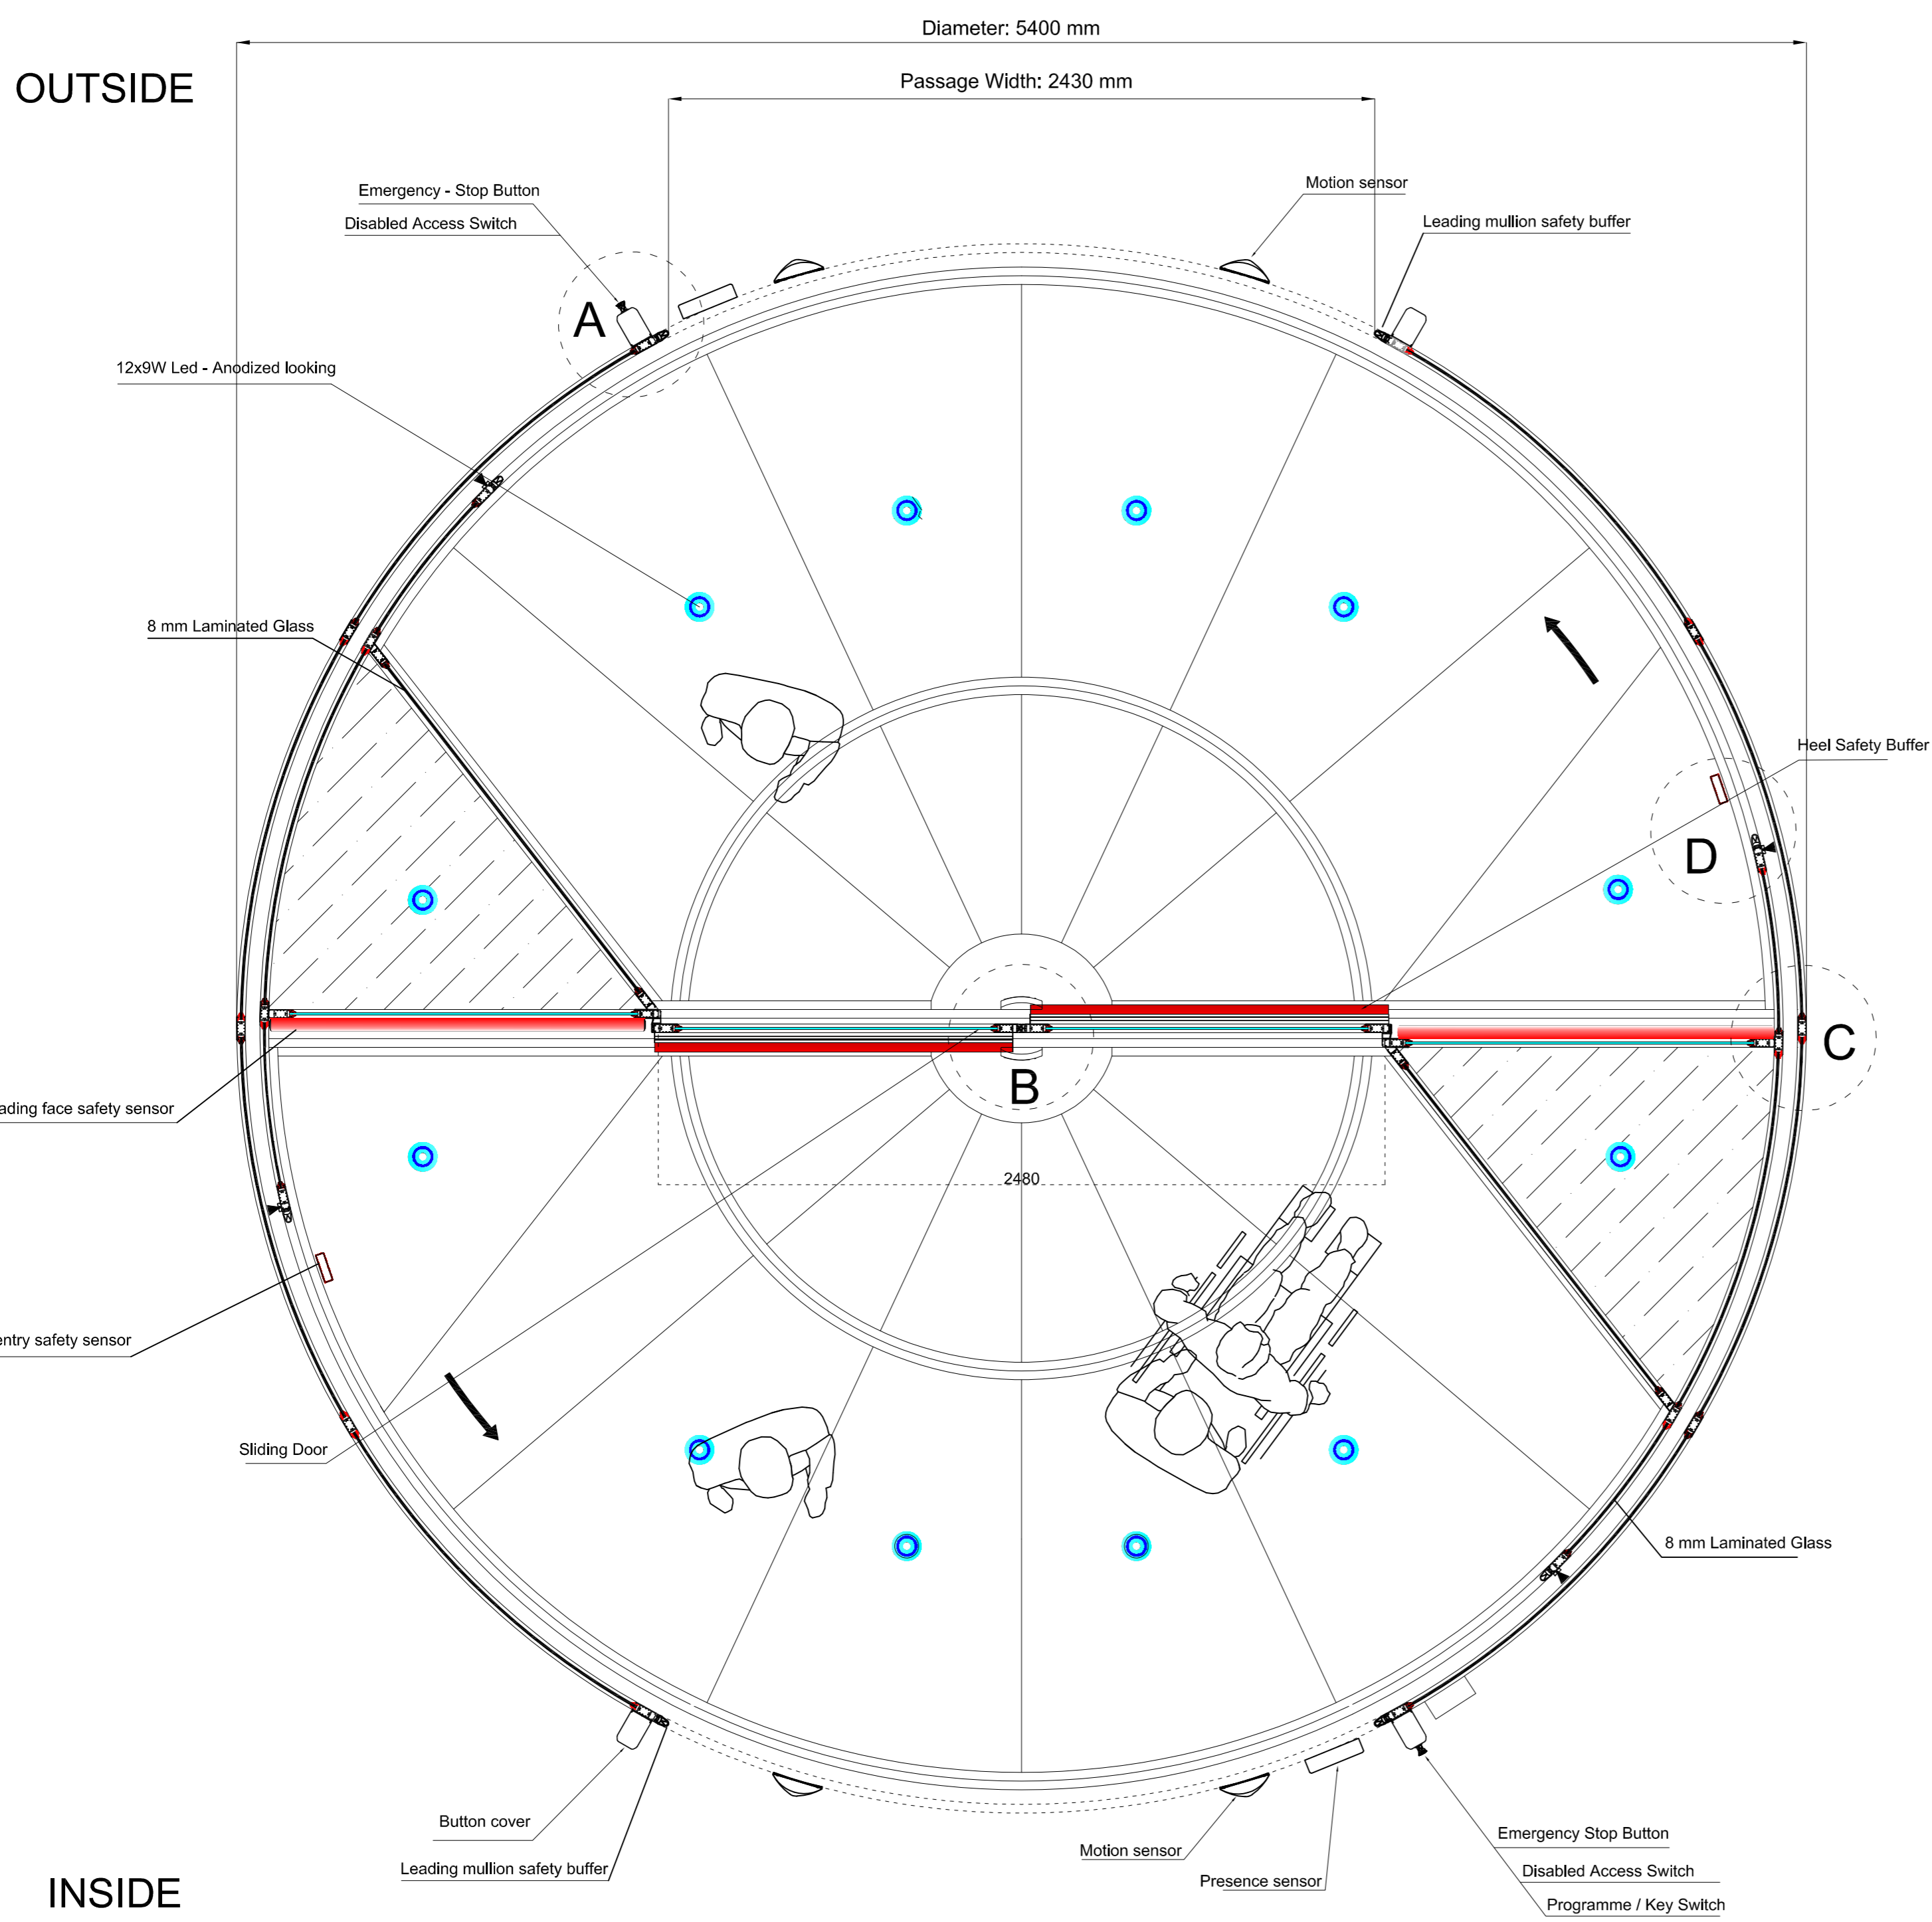 Diameter: 5400 mm
OUTSIDE
Passage Width: 2430 mm
Emergency - Stop Button
Disabled Access Switch
Motion sensor
Leading mullion safety buffer
A
12x9W Led - Anodized looking
8 mm Laminated Glass
Heel Safety Buffer
D
C
B
ading face safety sensor
2480
entry safety sensor
Sliding Door
8 mm Laminated Glass
Button cover
Leading mullion safety buffer
Motion sensor
Presence sensor
Emergency Stop Button
Disabled Access Switch
Programme / Key Switch
INSIDE